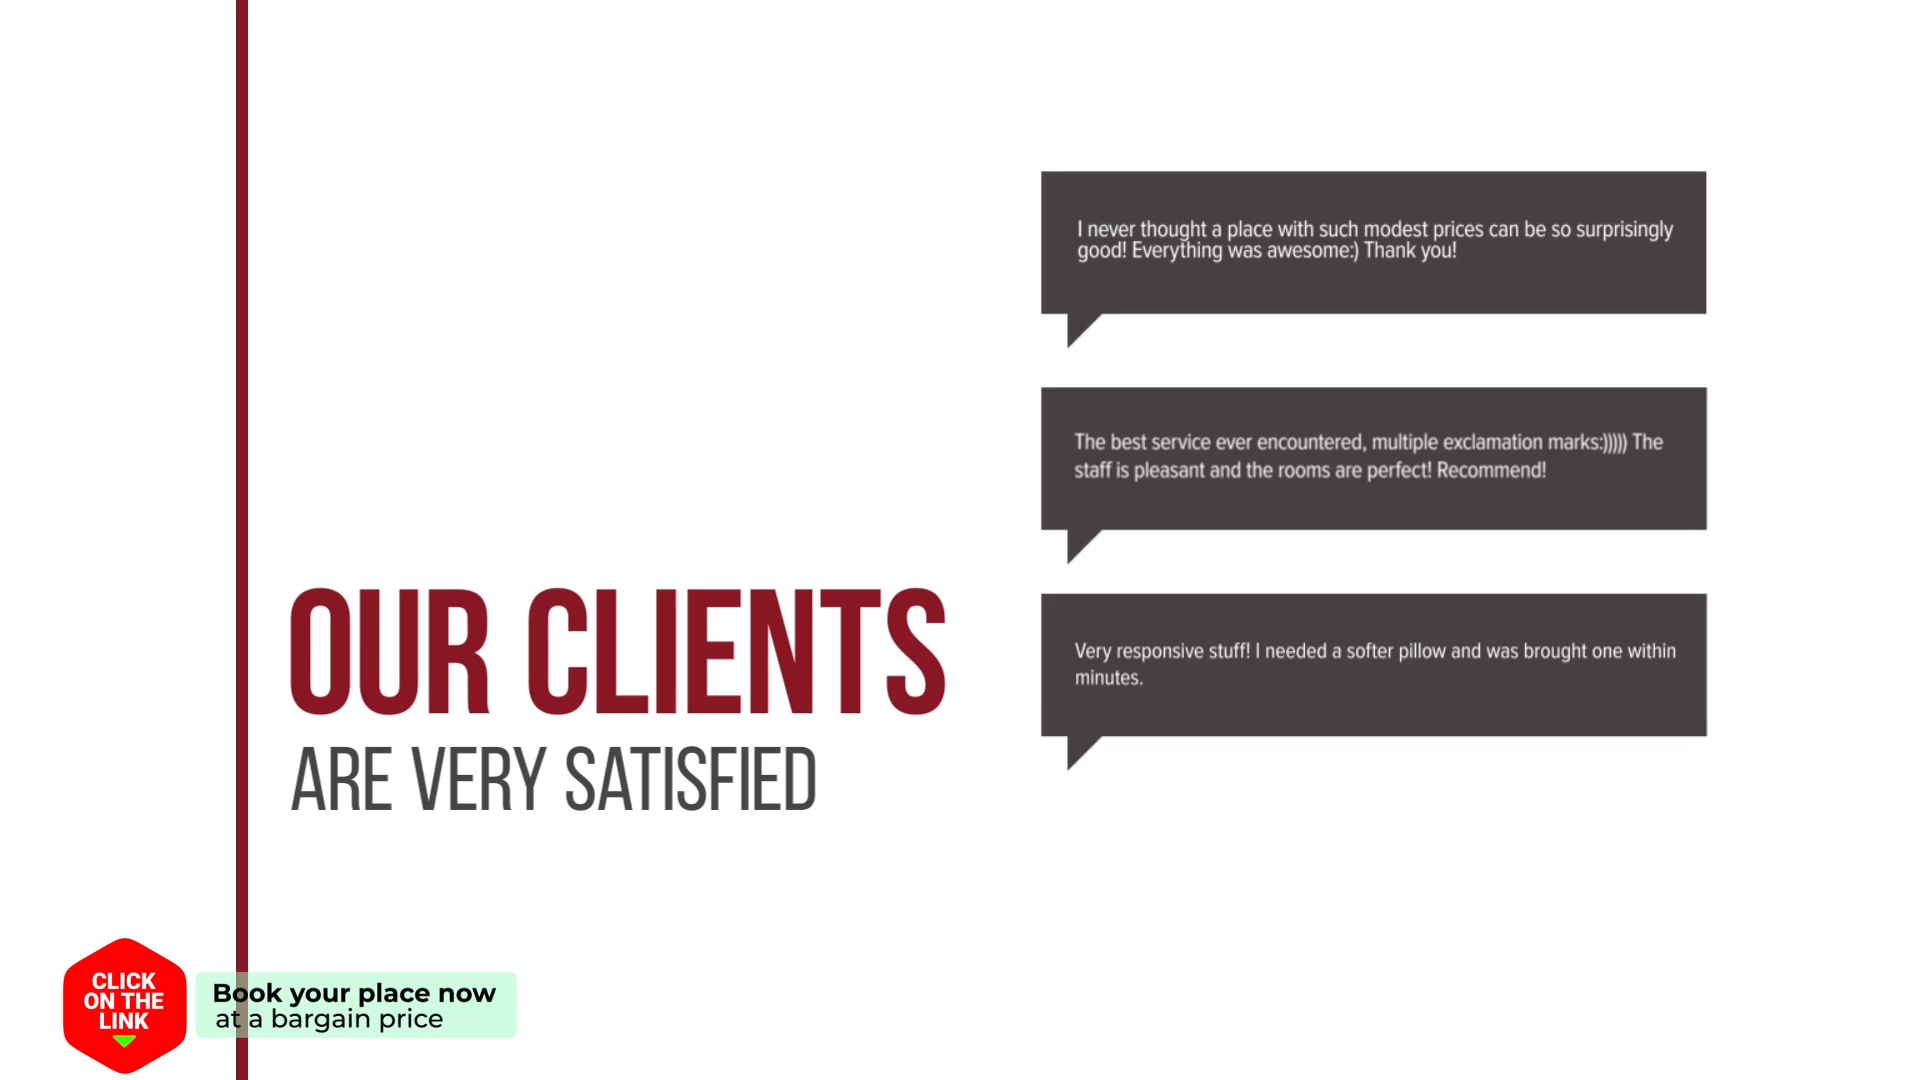 I never thought a place with such modest prices can be so surprisingly
good! Everything was awesome:) Thank you!
The best service ever encountered, multiple exclamation marks:))))) The
staff is pleasant and the rooms are perfect! Recommend!
Very responsive stuff! I needed a softer pillow and was brought one within
minutes.
OUR CLIENTS
ARE VERY SATISFIED
CLICK
ON THE
LINK
Book your place now
at a bargain price